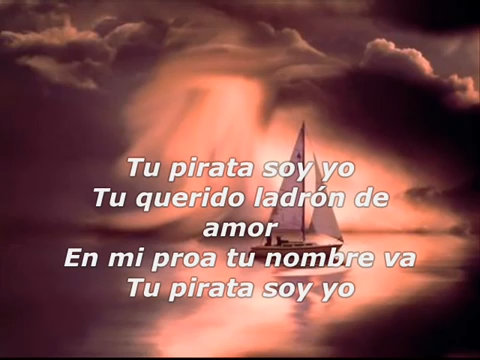 Tu pirata soy yo
Tu querido ladrón de
amor
En mi proa tu nombre va
Tu pirata soy yo